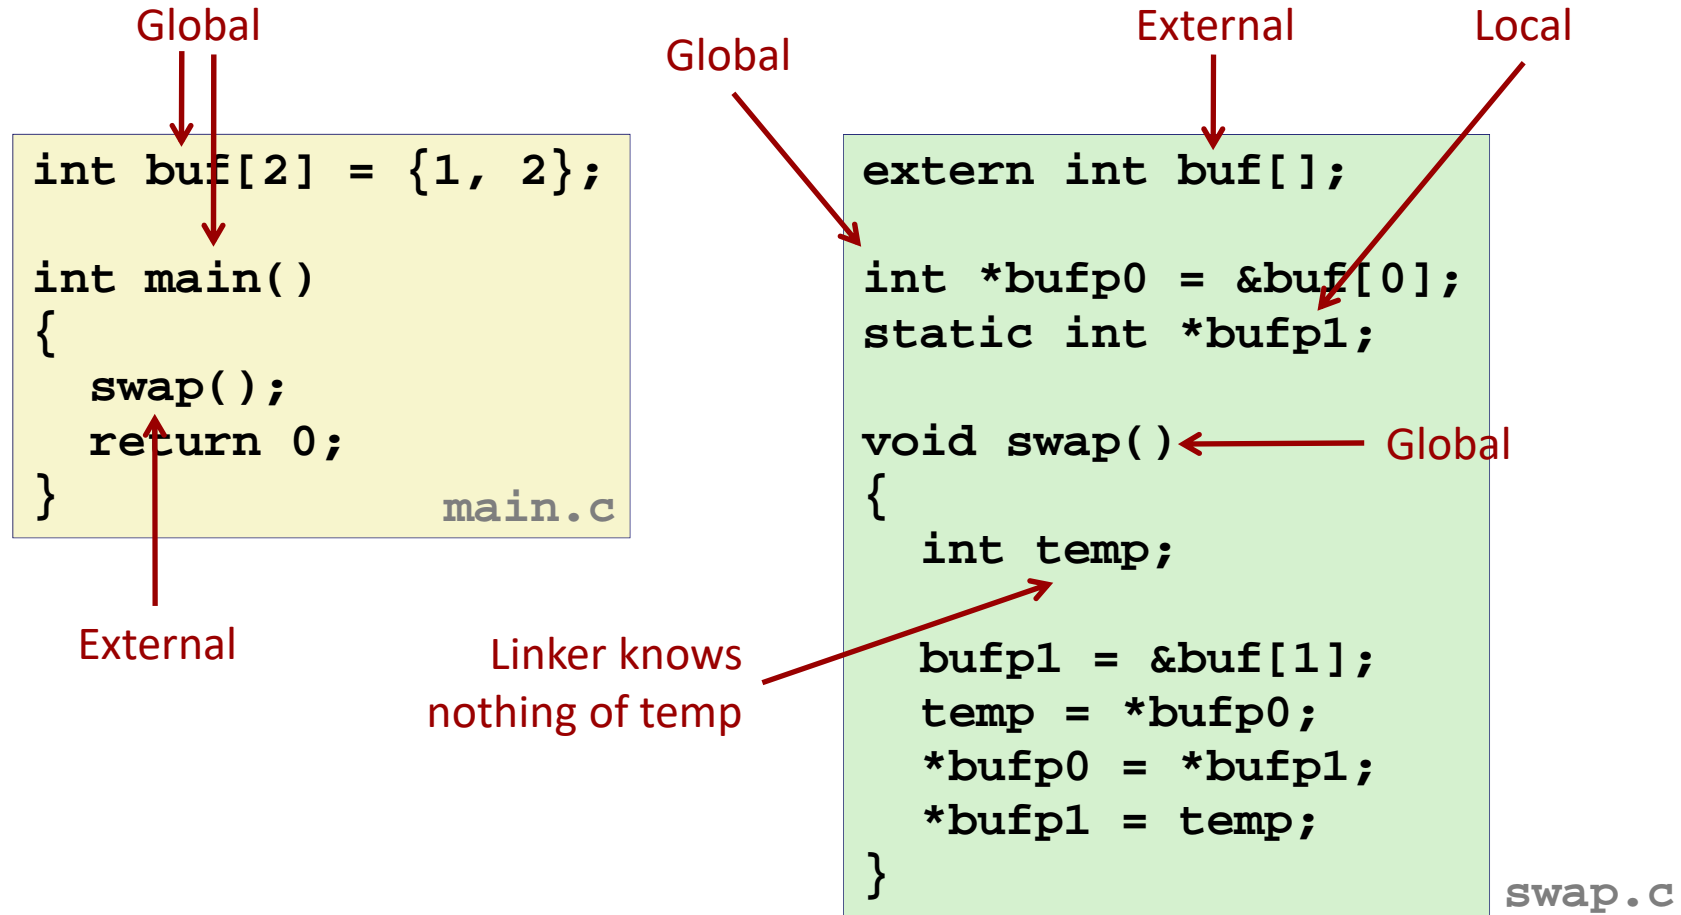 Global
int buf[2] = {1, 2};
int main()
{
swap();
return 0;
}
main.c
External
Global
External
Local
extern int buf[];
int *bufp0 = &buf[0];
static int *bufp1;
void swap()
Global
{
int temp;
Linker knows
nothing of temp
bufp1 = &buf[1];
temp = *bufp0;
*bufp0 = *bufp1;
*bufp1 = temp;
}
swap.c